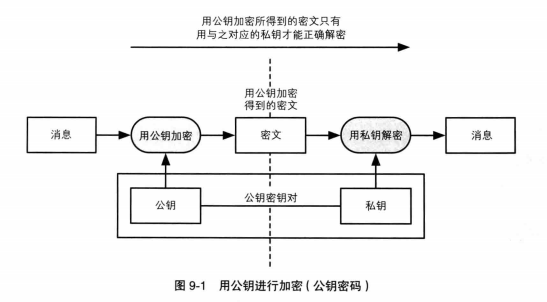 用公钥加密所得到的密文只有
用与之对应的私钥才能正确解密
用公钥加密
得到的密文
消息
用公钥加密
密文
用私钥解密
消息
公钥
公钥密钥对
私钥
图 9-1 用公钥进行加密（公钥密码）